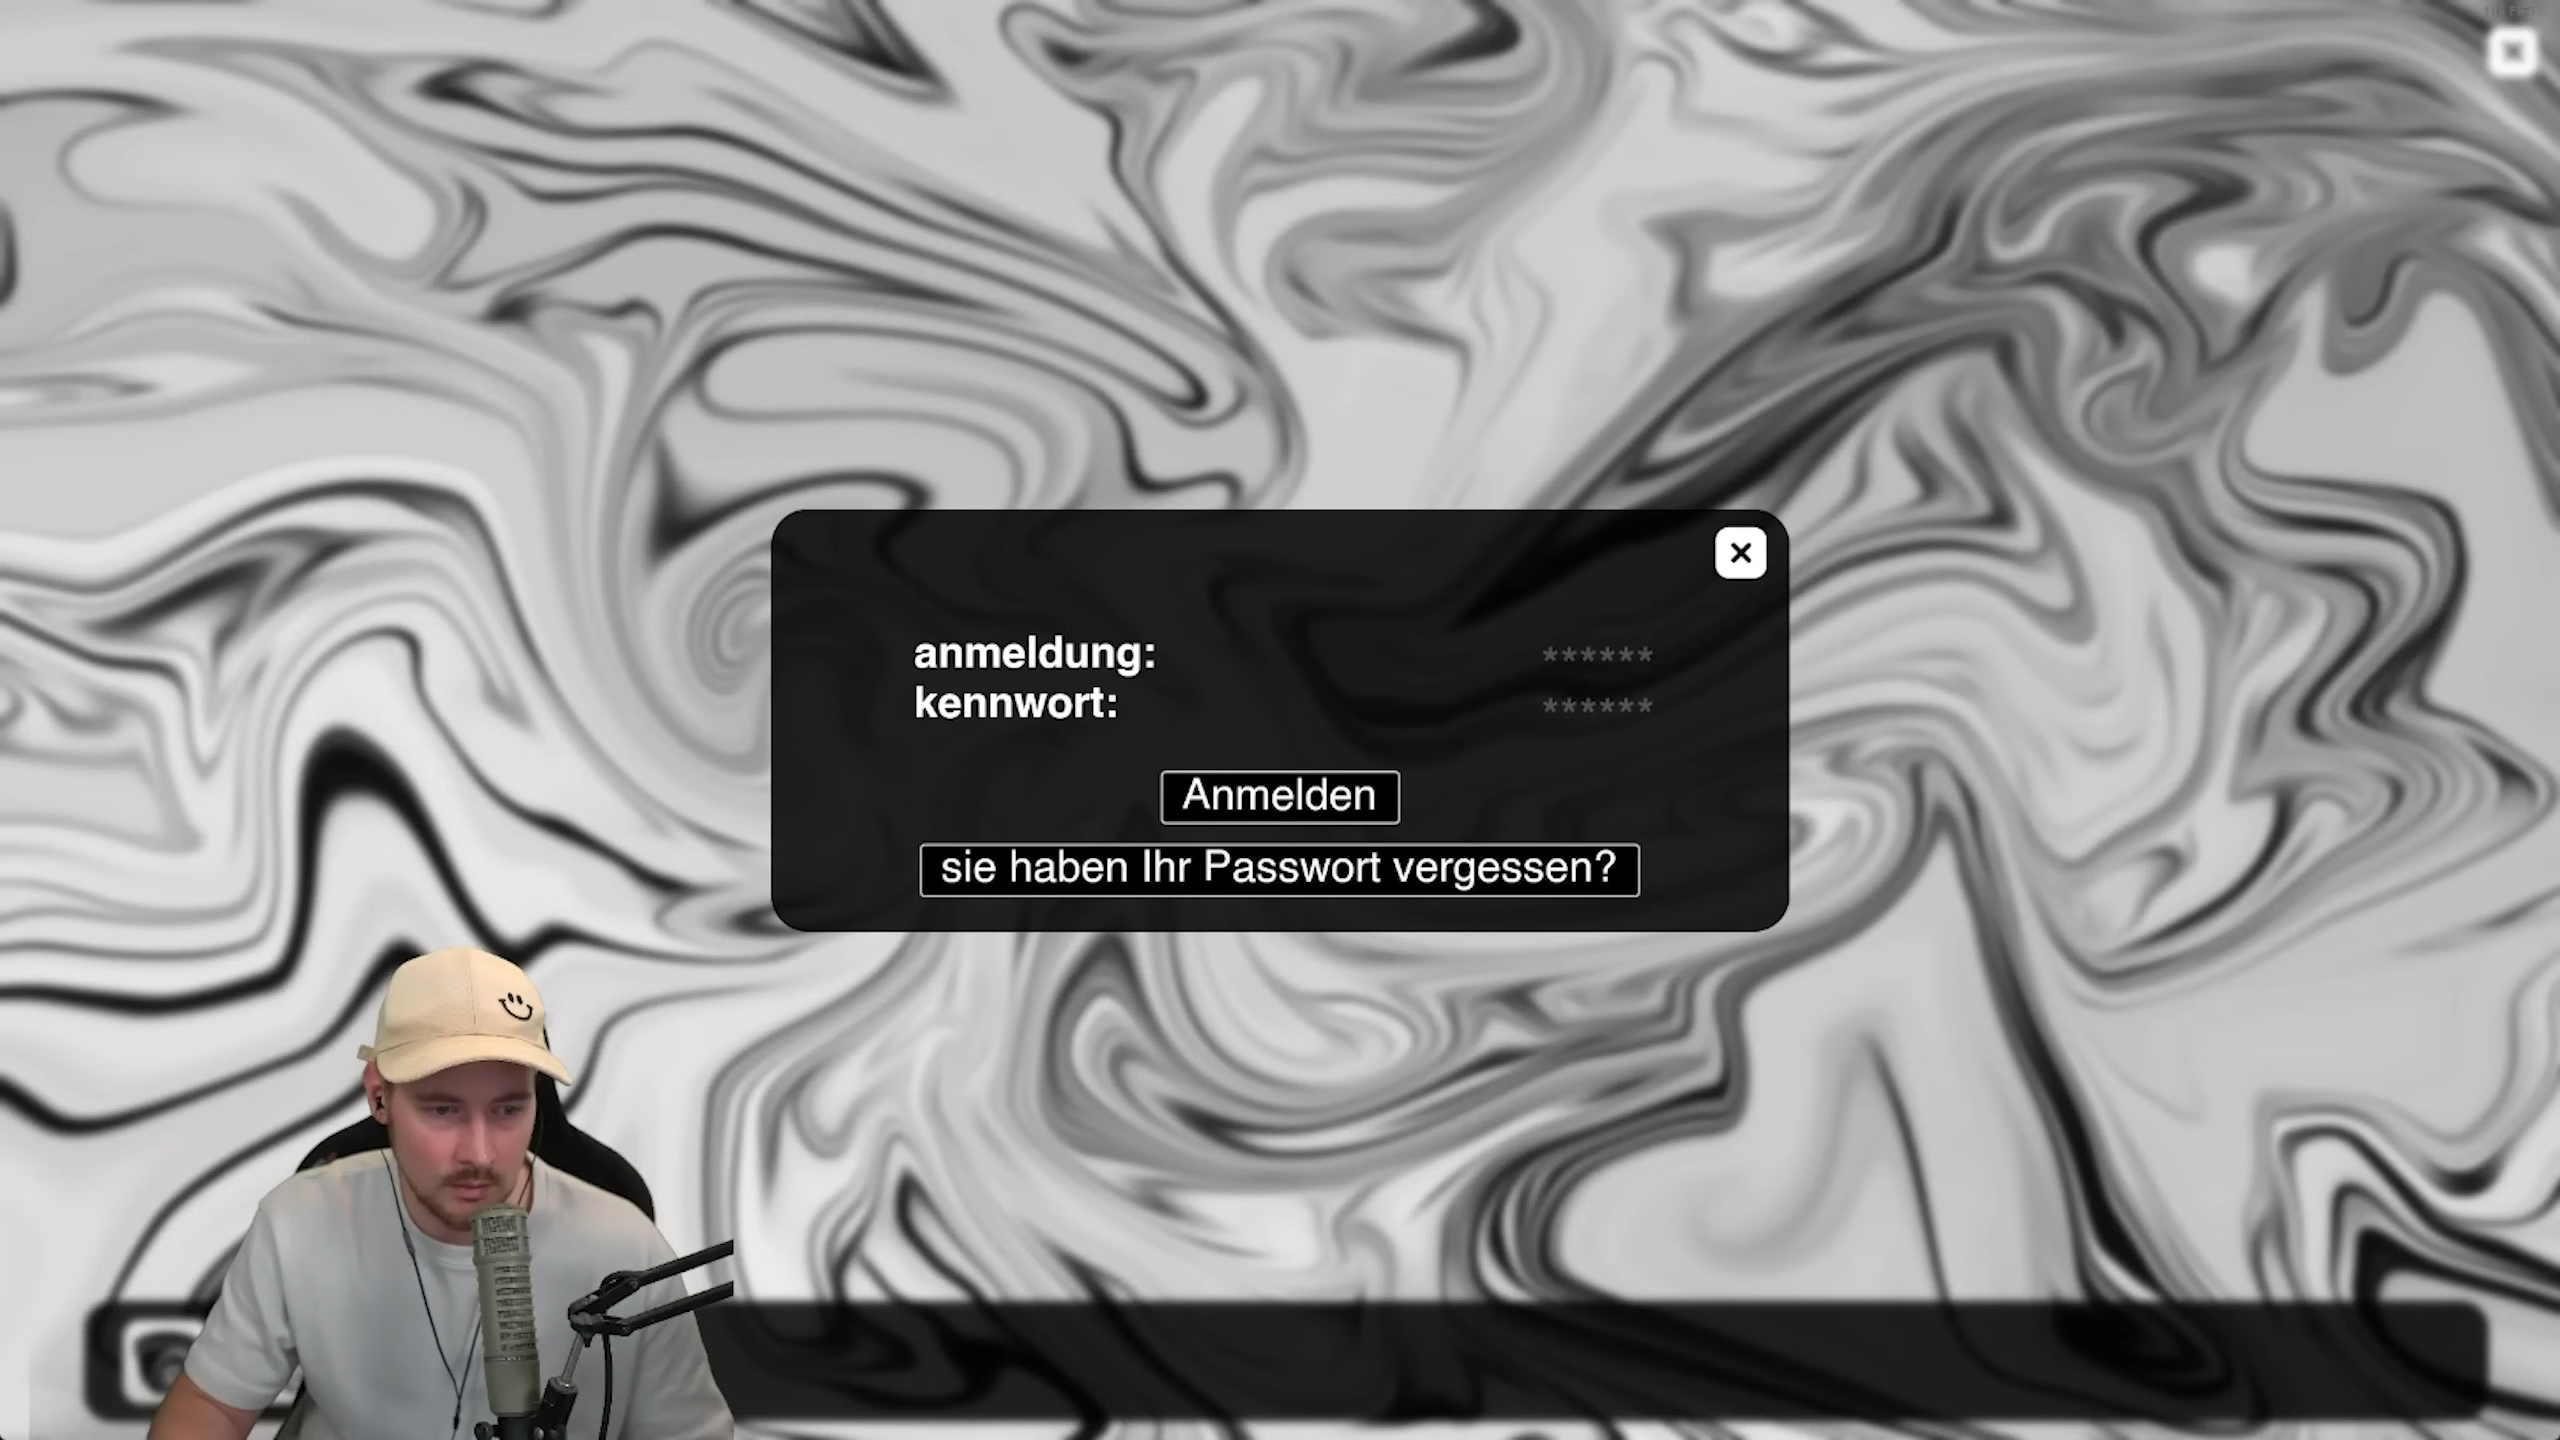 anmeldung: ******
kennwort: ******
Anmelden
sie haben Ihr Passwort vergessen?